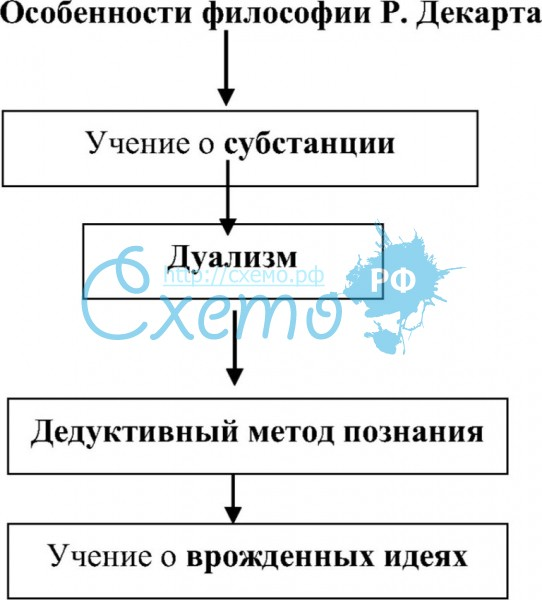 Особенности философии Р. Декарта
Учение о субстанции
Дуализм
http://схемо.рф
Схемо
РФ
Дедуктивный метод познания
Учение о врожденных идеях